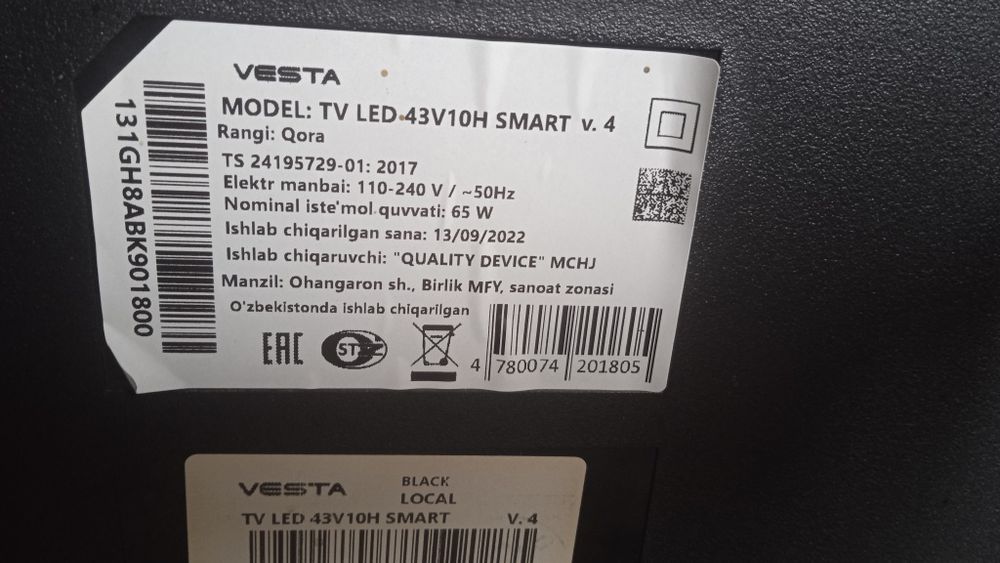 VESTA
MODEL: TV LED 43V10H SMART v. 4
Rangi: Qora
TS 24195729-01: 2017
Elektr manbai: 110-240 V / ~50Hz
Nominal iste'mol quvvati: 65 W
Ishlab chiqarilgan sana: 13/09/2022
Ishlab chiqaruvchi: "QUALITY DEVICE" MCHJ
Manzil: Ohangaron sh., Birlik MFY, sanoat zonasi
O'zbekistonda ishlab chiqarilgan
131GH8ABK901800
EAC
ST
4 780074 201805
VESTA BLACK
LOCAL
TV LED 43V10H SMART V. 4